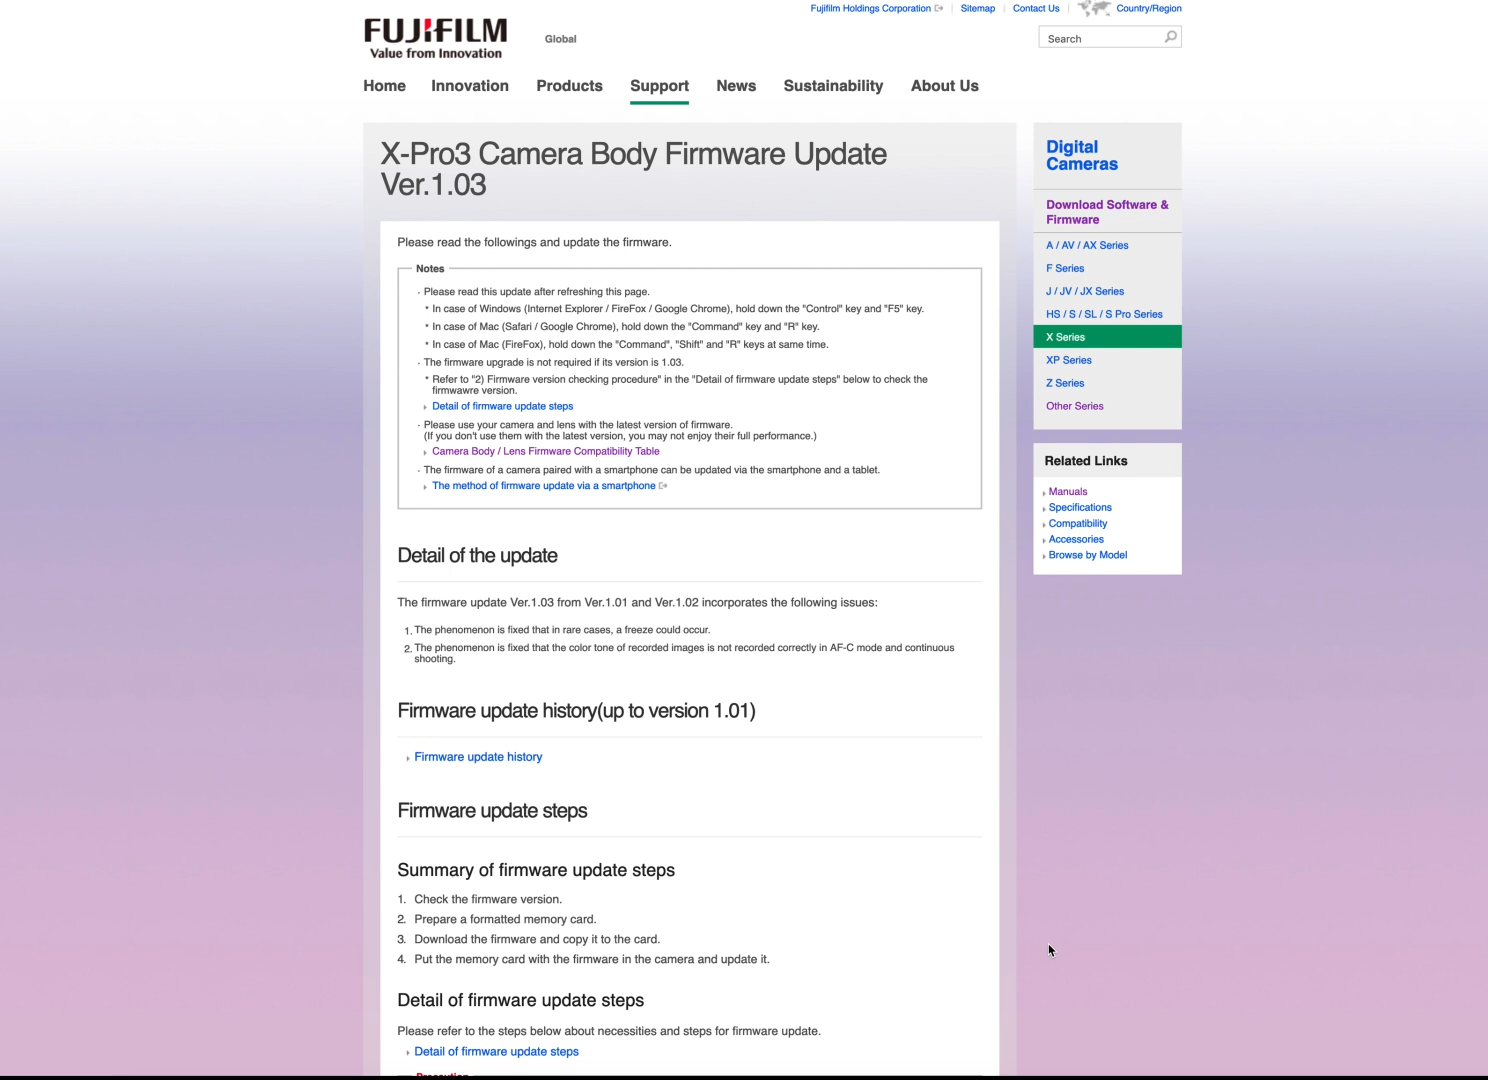 Fujifilm Holdings Corporation
Sitemap
Contact Us
Country/Region
FUJIFILM
Value from Innovation
Global
Search
Home
Innovation
Products
Support
News
Sustainability
About Us
X-Pro3 Camera Body Firmware Update
Ver.1.03
Please read the followings and update the firmware.
Notes
· Please read this update after refreshing this page.
* In case of Windows (Internet Explorer / FireFox / Google Chrome), hold down the "Control" key and "F5" key.
* In case of Mac (Safari / Google Chrome), hold down the "Command" key and "R" key.
* In case of Mac (FireFox), hold down the "Command", "Shift" and "R" keys at same time.
· The firmware upgrade is not required if its version is 1.03.
* Refer to "2) Firmware version checking procedure" in the "Detail of firmware update steps" below to check the
firmwawre version.
Detail of firmware update steps
· Please use your camera and lens with the latest version of firmware.
(If you don't use them with the latest version, you may not enjoy their full performance.)
Camera Body / Lens Firmware Compatibility Table
· The firmware of a camera paired with a smartphone can be updated via the smartphone and a tablet.
The method of firmware update via a smartphone
Detail of the update
The firmware update Ver.1.03 from Ver.1.01 and Ver.1.02 incorporates the following issues:
1. The phenomenon is fixed that in rare cases, a freeze could occur.
2. The phenomenon is fixed that the color tone of recorded images is not recorded correctly in AF-C mode and continuous
shooting.
Firmware update history(up to version 1.01)
Firmware update history
Firmware update steps
Summary of firmware update steps
1. Check the firmware version.
2. Prepare a formatted memory card.
3. Download the firmware and copy it to the card.
4. Put the memory card with the firmware in the camera and update it.
Detail of firmware update steps
Please refer to the steps below about necessities and steps for firmware update.
Detail of firmware update steps
Digital
Cameras
Download Software &
Firmware
A / AV / AX Series
F Series
J / JV / JX Series
HS / S / SL / S Pro Series
X Series
XP Series
Z Series
Other Series
Related Links
Manuals
Specifications
Compatibility
Accessories
Browse by Model